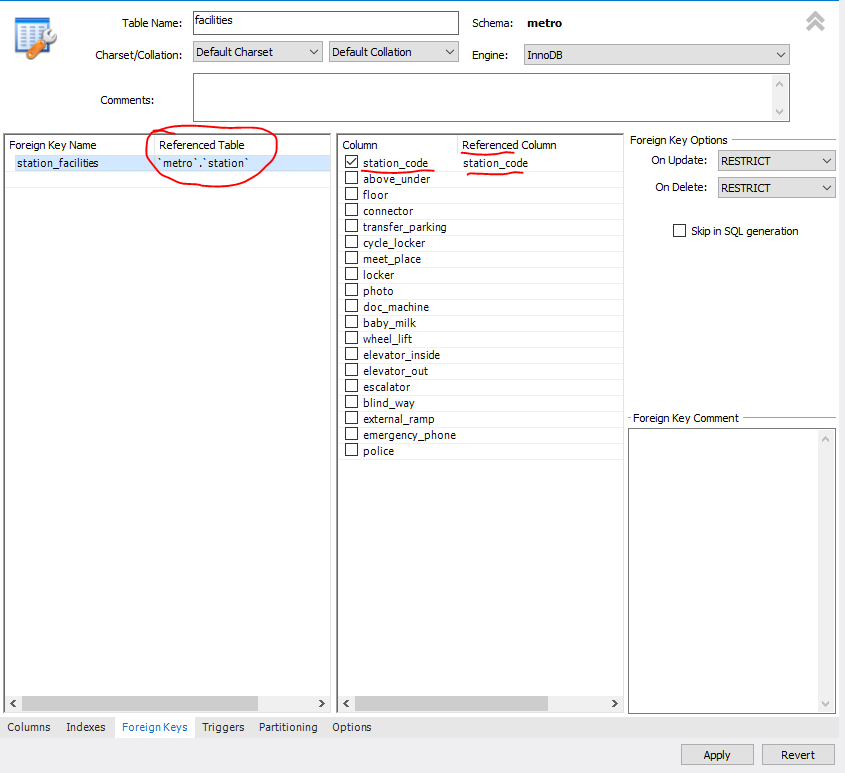 Table Name: facilities Schema: metro
Charset/Collation: Default Charset Default Collation Engine: InnoDB
Comments:
Foreign Key Name Referenced Table
station_facilities `metro`.`station`
Column Referenced Column
station_code station_code
above_under
floor
connector
transfer_parking
cycle_locker
meet_place
locker
photo
doc_machine
baby_milk
wheel_lift
elevator_inside
elevator_out
escalator
blind_way
external_ramp
emergency_phone
police
Foreign Key Options
On Update: RESTRICT
On Delete: RESTRICT
Skip in SQL generation
Foreign Key Comment
Columns Indexes Foreign Keys Triggers Partitioning Options
Apply Revert